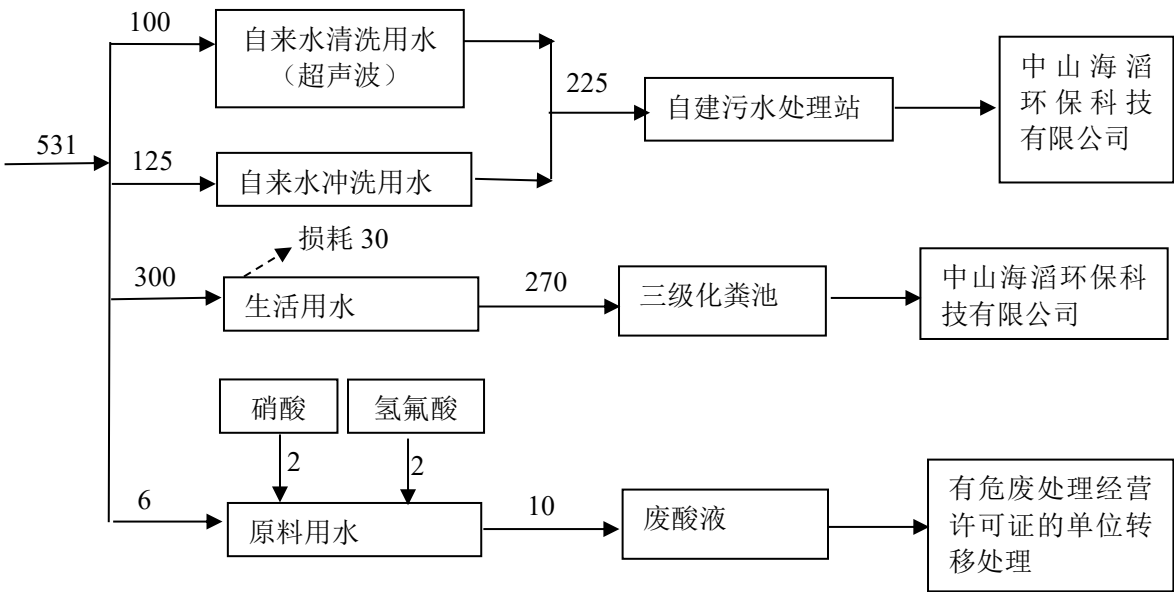 100
自来水清洗用水
（超声波）
225
自建污水处理站
中山海滔
环保科技
有限公司
531
125
自来水冲洗用水
损耗 30
300
生活用水
270
三级化粪池
中山海滔环保科
技有限公司
硝酸
氢氟酸
2
2
6
原料用水
10
废酸液
有危废处理经营
许可证的单位转
移处理